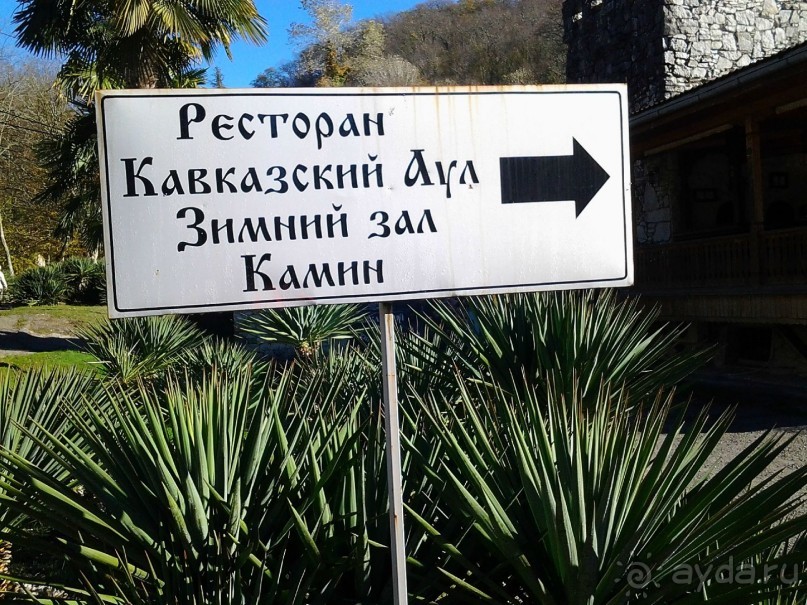 Ресторан
Кавказский Аул
Зимний зал
Камин
ayda.ru